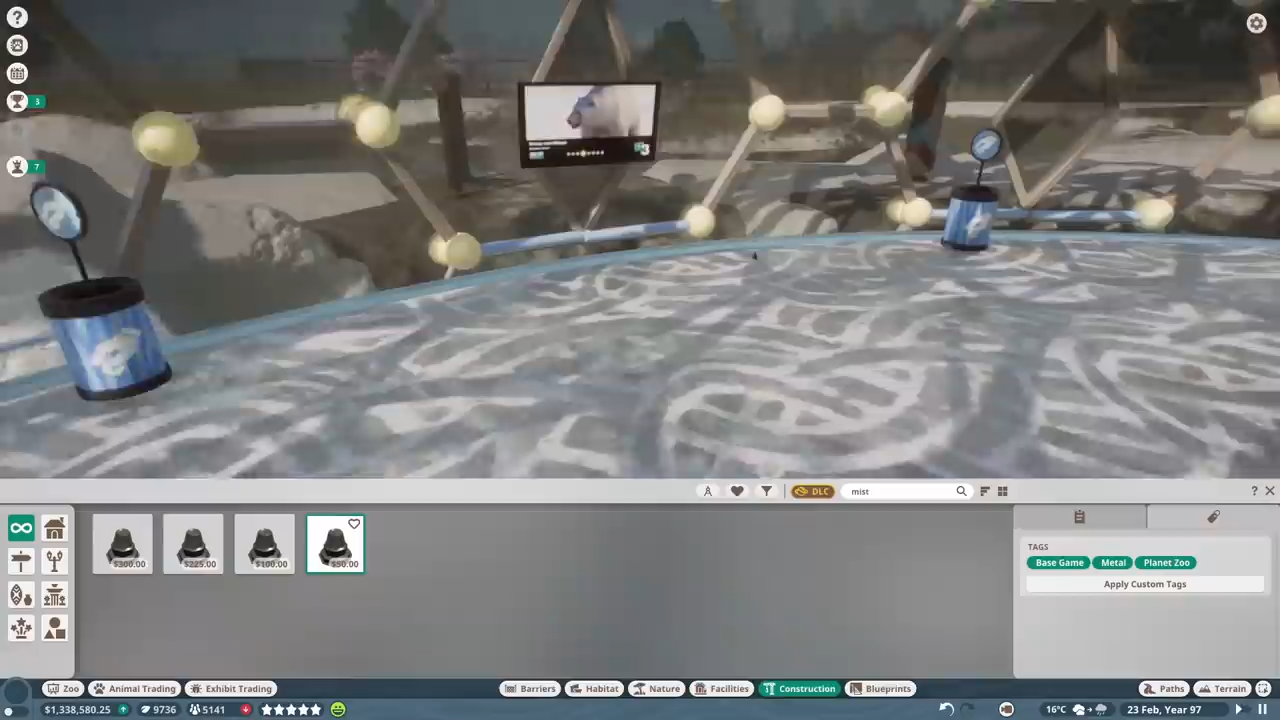 ?
3
7
3
DLC
mist
? ×
$300.00
$225.00
$100.00
$50.00
TAGS
Base Game Metal Planet Zoo
Apply Custom Tags
Zoo Animal Trading Exhibit Trading Barriers Habitat Nature Facilities Construction Blueprints Paths Terrain
$1,338,580.25 9736 5141 16°C 23 Feb, Year 97